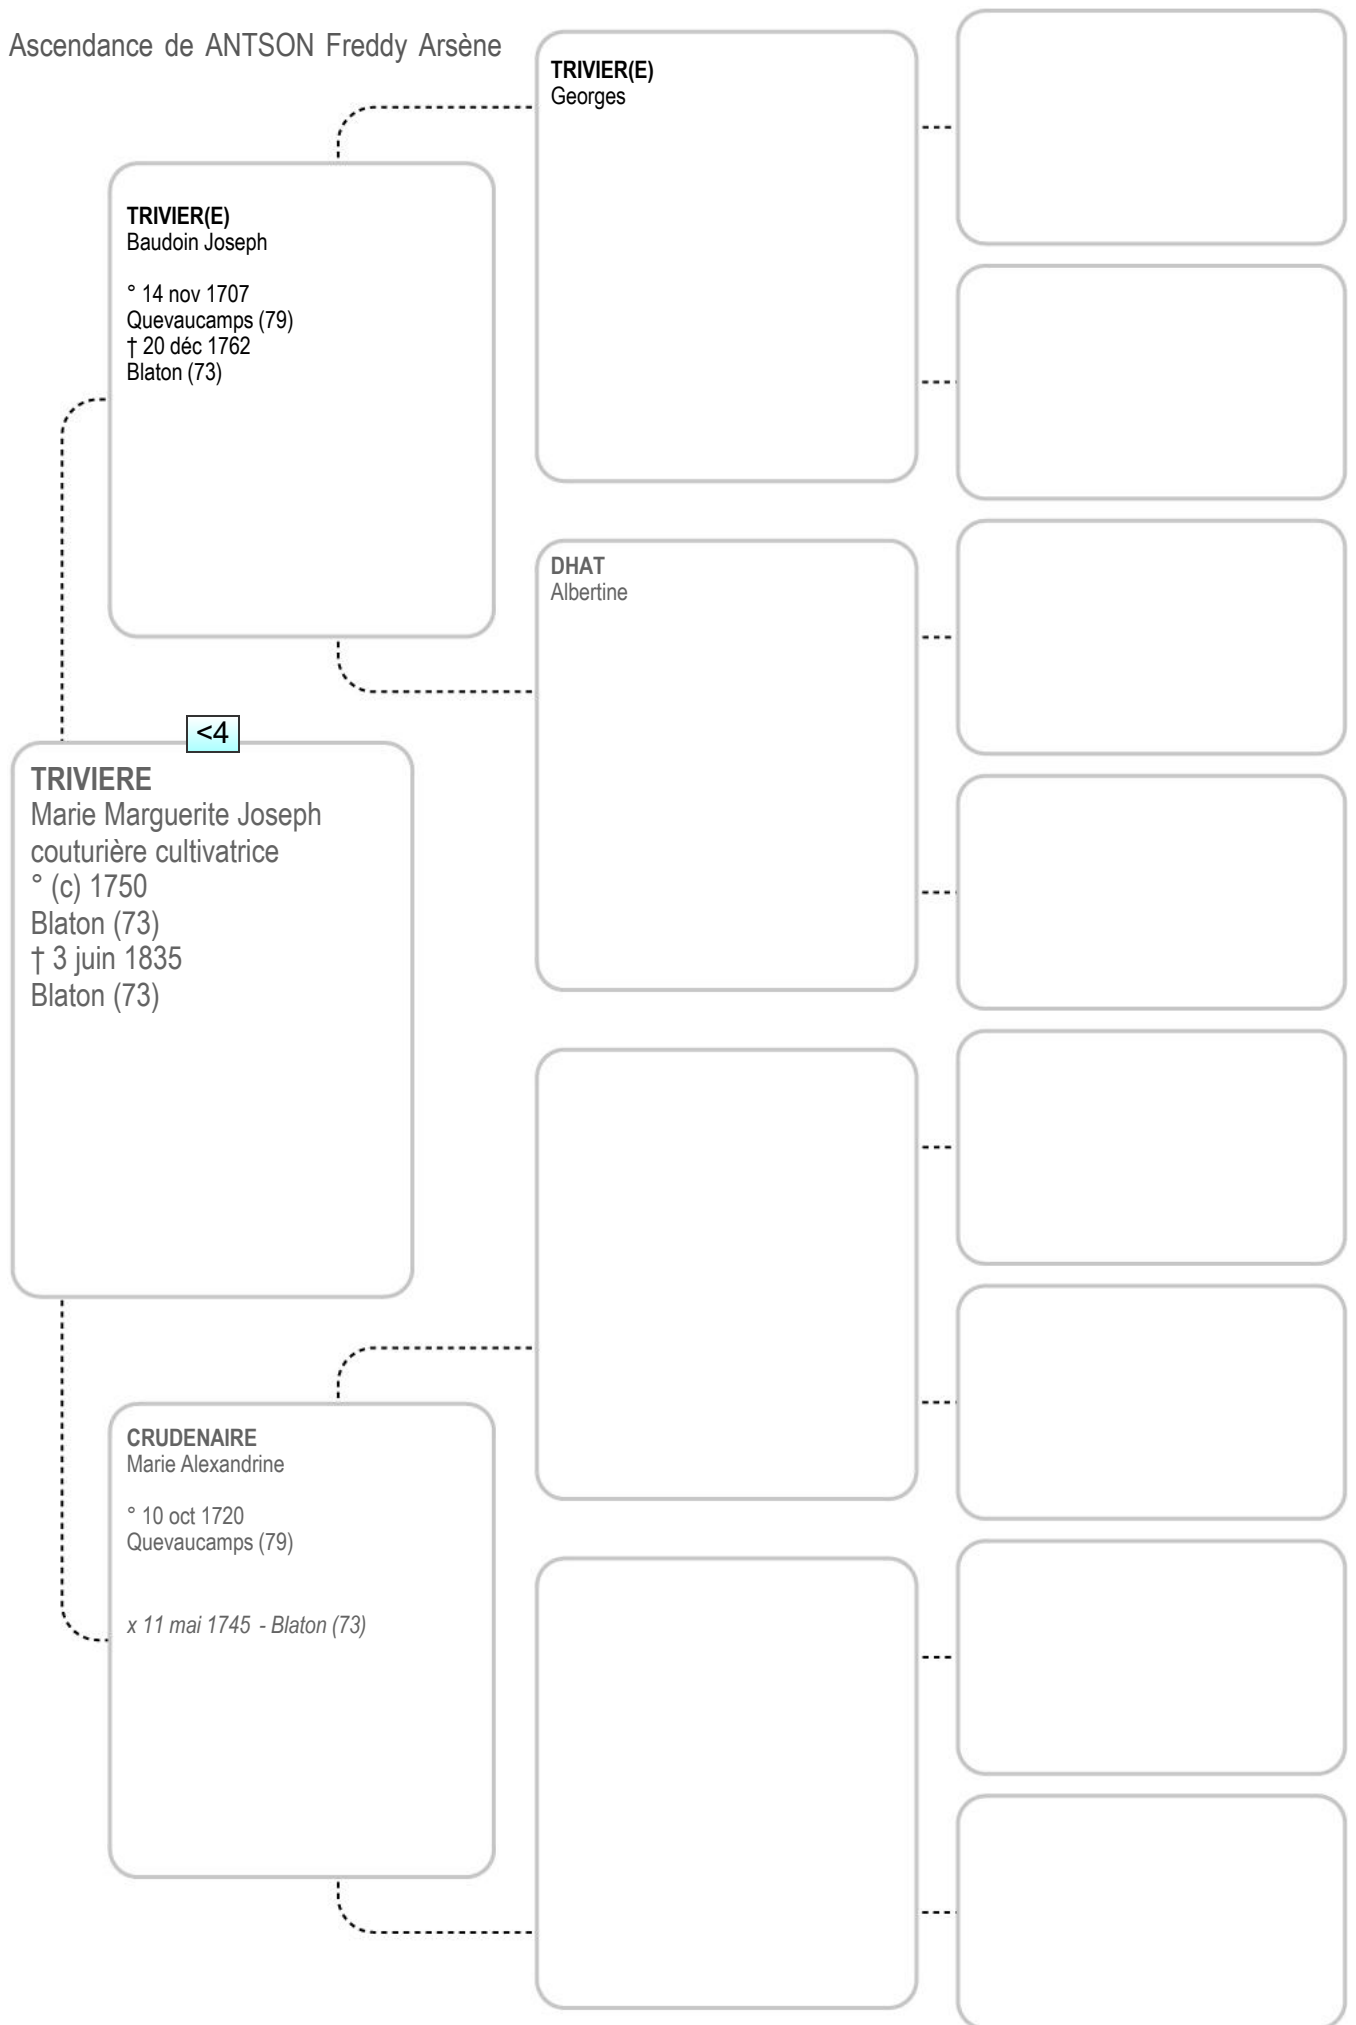 Ascendance de ANTSON Freddy Arsène
TRIVIER(E)
Georges
TRIVIER(E)
Baudoin Joseph
° 14 nov 1707
Quevaucamps (79)
† 20 déc 1762
Blaton (73)
DHAT
Albertine
<4
TRIVIERE
Marie Marguerite Joseph
couturière cultivatrice
° (c) 1750
Blaton (73)
† 3 juin 1835
Blaton (73)
CRUDENAIRE
Marie Alexandrine
° 10 oct 1720
Quevaucamps (79)
x 11 mai 1745 - Blaton (73)